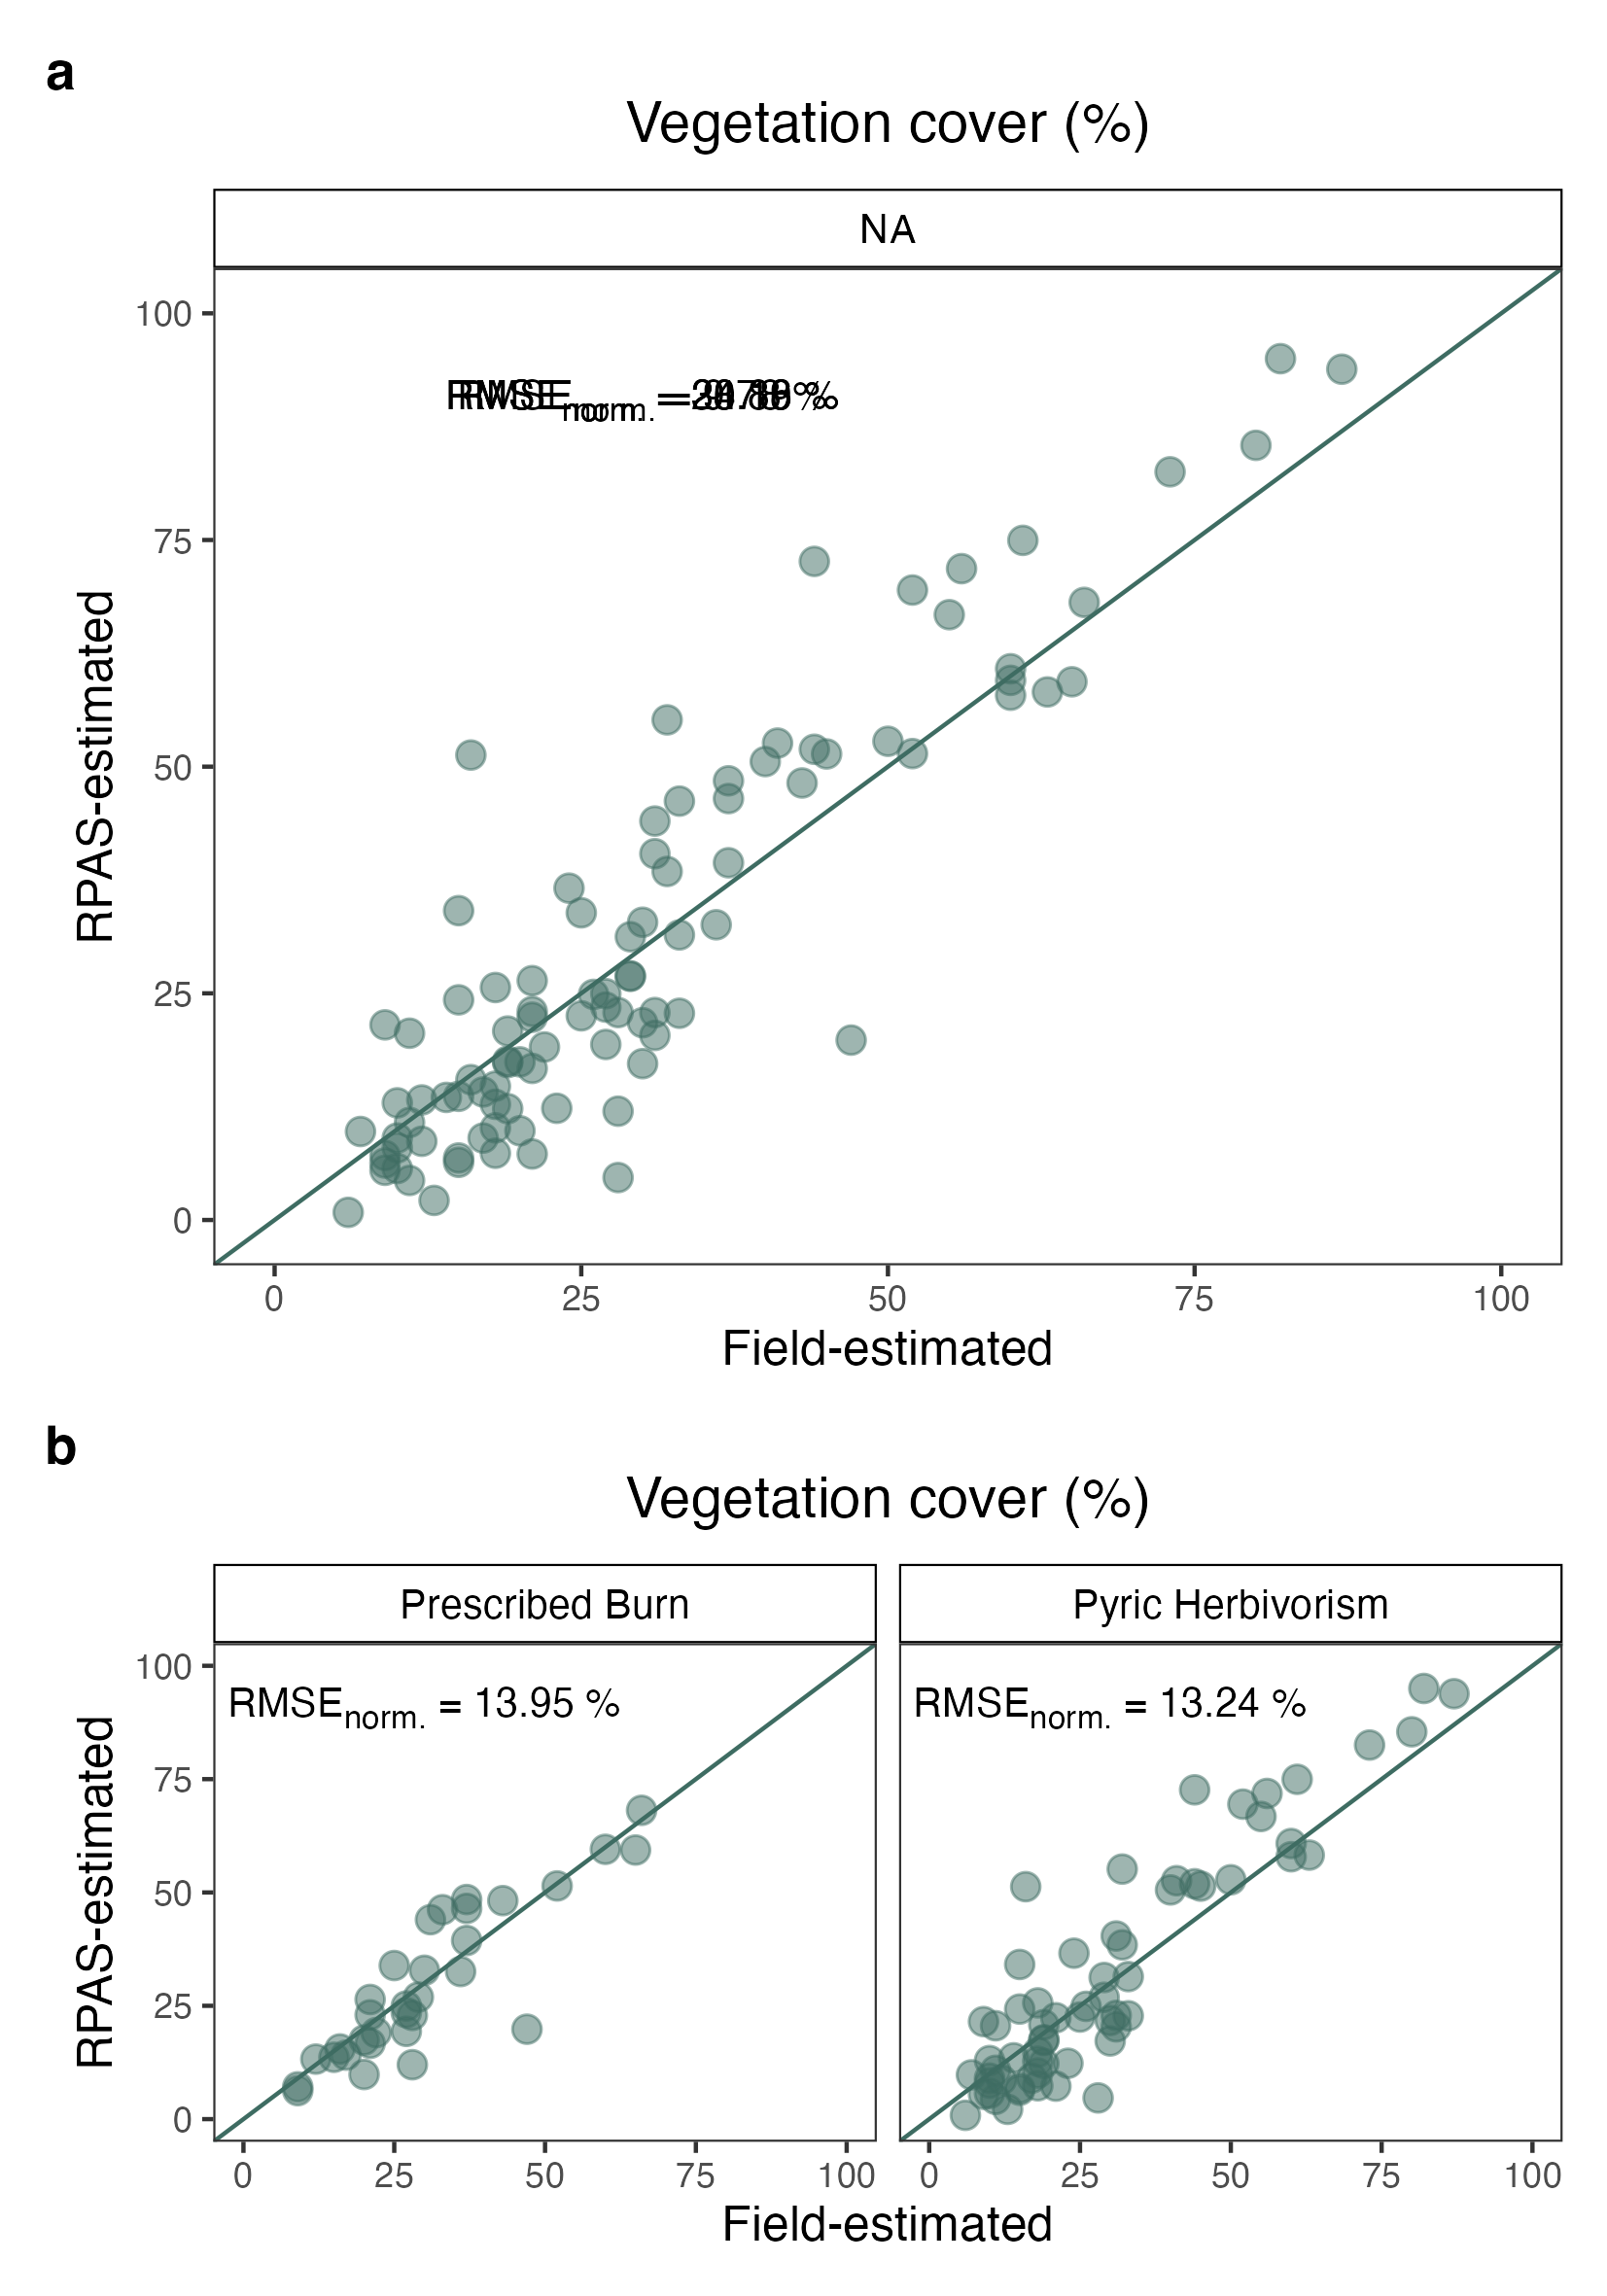 a
Vegetation cover (%)
NA
100
75
50
25
0
RPAS-estimated
0 25 50 75 100
Field-estimated
b
Vegetation cover (%)
Prescribed Burn Pyric Herbivorism
RMSEnorm. = 13.95 % RMSEnorm. = 13.24 %
100
75
50
25
0
RPAS-estimated
0 25 50 75 100 0 25 50 75 100
Field-estimated